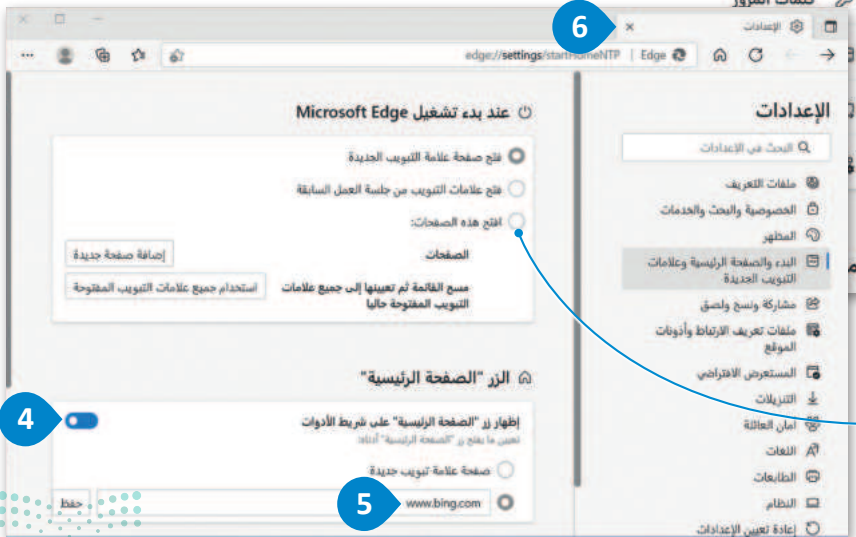 كلمات المرور
6
الإعدادات
Edge | edge://settings/startHomeNTP
الإعدادات
البحث في الإعدادات
ملفات التعريف
الخصوصية والبحث والخدمات
المظهر
البدء والصفحة الرئيسية وعلامات
التبويب الجديدة
مشاركة ونسخ ولصق
ملفات تعريف الارتباط وأذونات
الموقع
المستعرض الافتراضي
التنزيلات
أمان العائلة
اللغات
الطابعات
النظام
إعادة تعيين الإعدادات
عند بدء تشغيل Microsoft Edge
فتح صفحة علامة التبويب الجديدة
فتح علامات التبويب من جلسة العمل السابقة
افتح هذه الصفحات:
الصفحات
إضافة صفحة جديدة
مسح القائمة ثم تعيينها إلى جميع علامات
التبويب المفتوحة حاليا
استخدام جميع علامات التبويب المفتوحة
الزر "الصفحة الرئيسية"
إظهار زر "الصفحة الرئيسية" على شريط الأدوات
تعيين ما يفتح زر "الصفحة الرئيسية" أدناه:
4
صفحة علامة تبويب جديدة
5
www.bing.com
حفظ